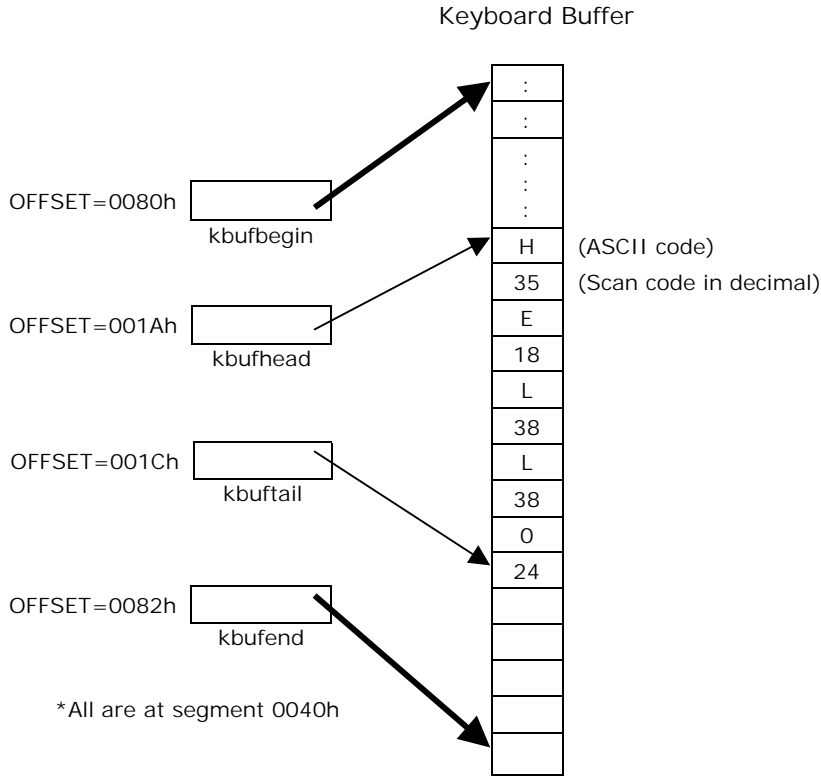 Keyboard Buffer
:
:
:
:
:
OFFSET=0080h
kbufbegin
H (ASCII code)
35 (Scan code in decimal)
OFFSET=001Ah
kbufhead
E
18
L
38
OFFSET=001Ch
kbuftail
L
38
0
24
OFFSET=0082h
kbufend
*All are at segment 0040h